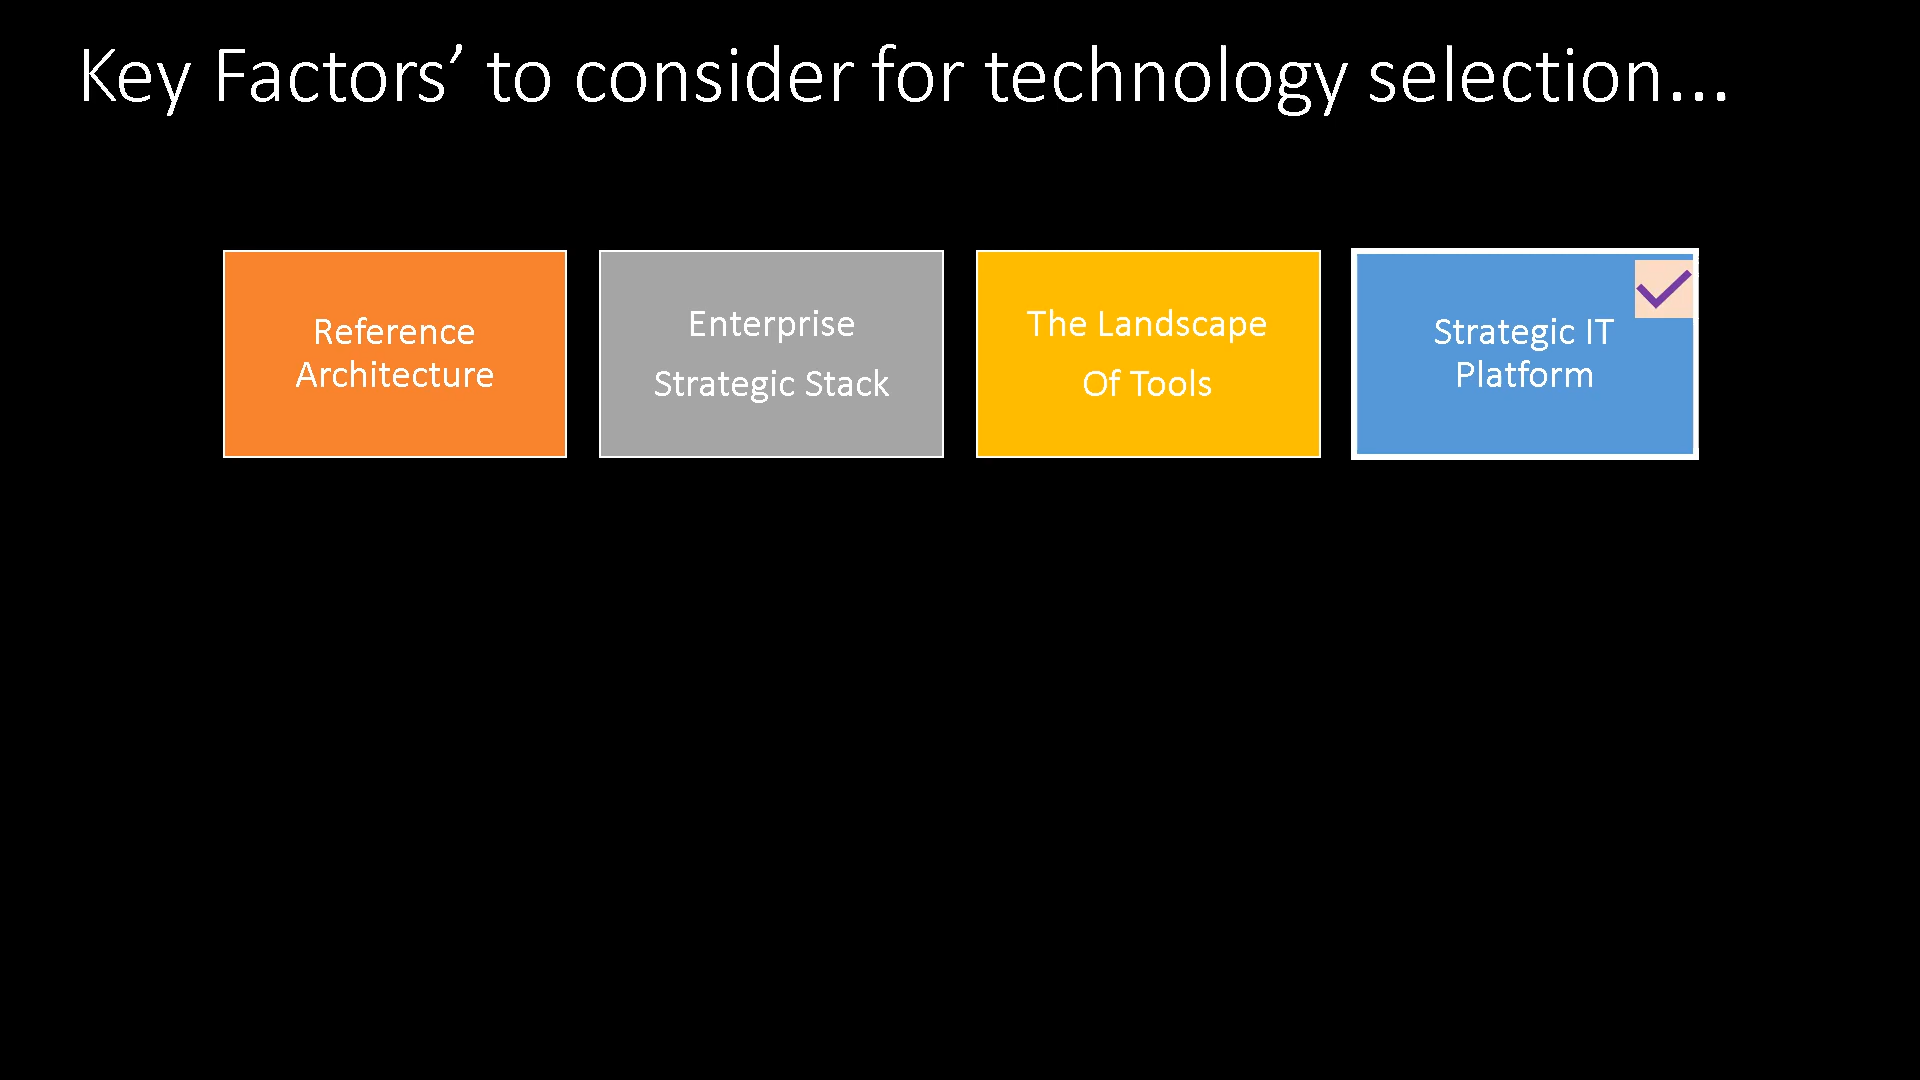 Key Factors’ to consider for technology selection...
Reference
Architecture
Enterprise
Strategic Stack
The Landscape
Of Tools
Strategic IT
Platform